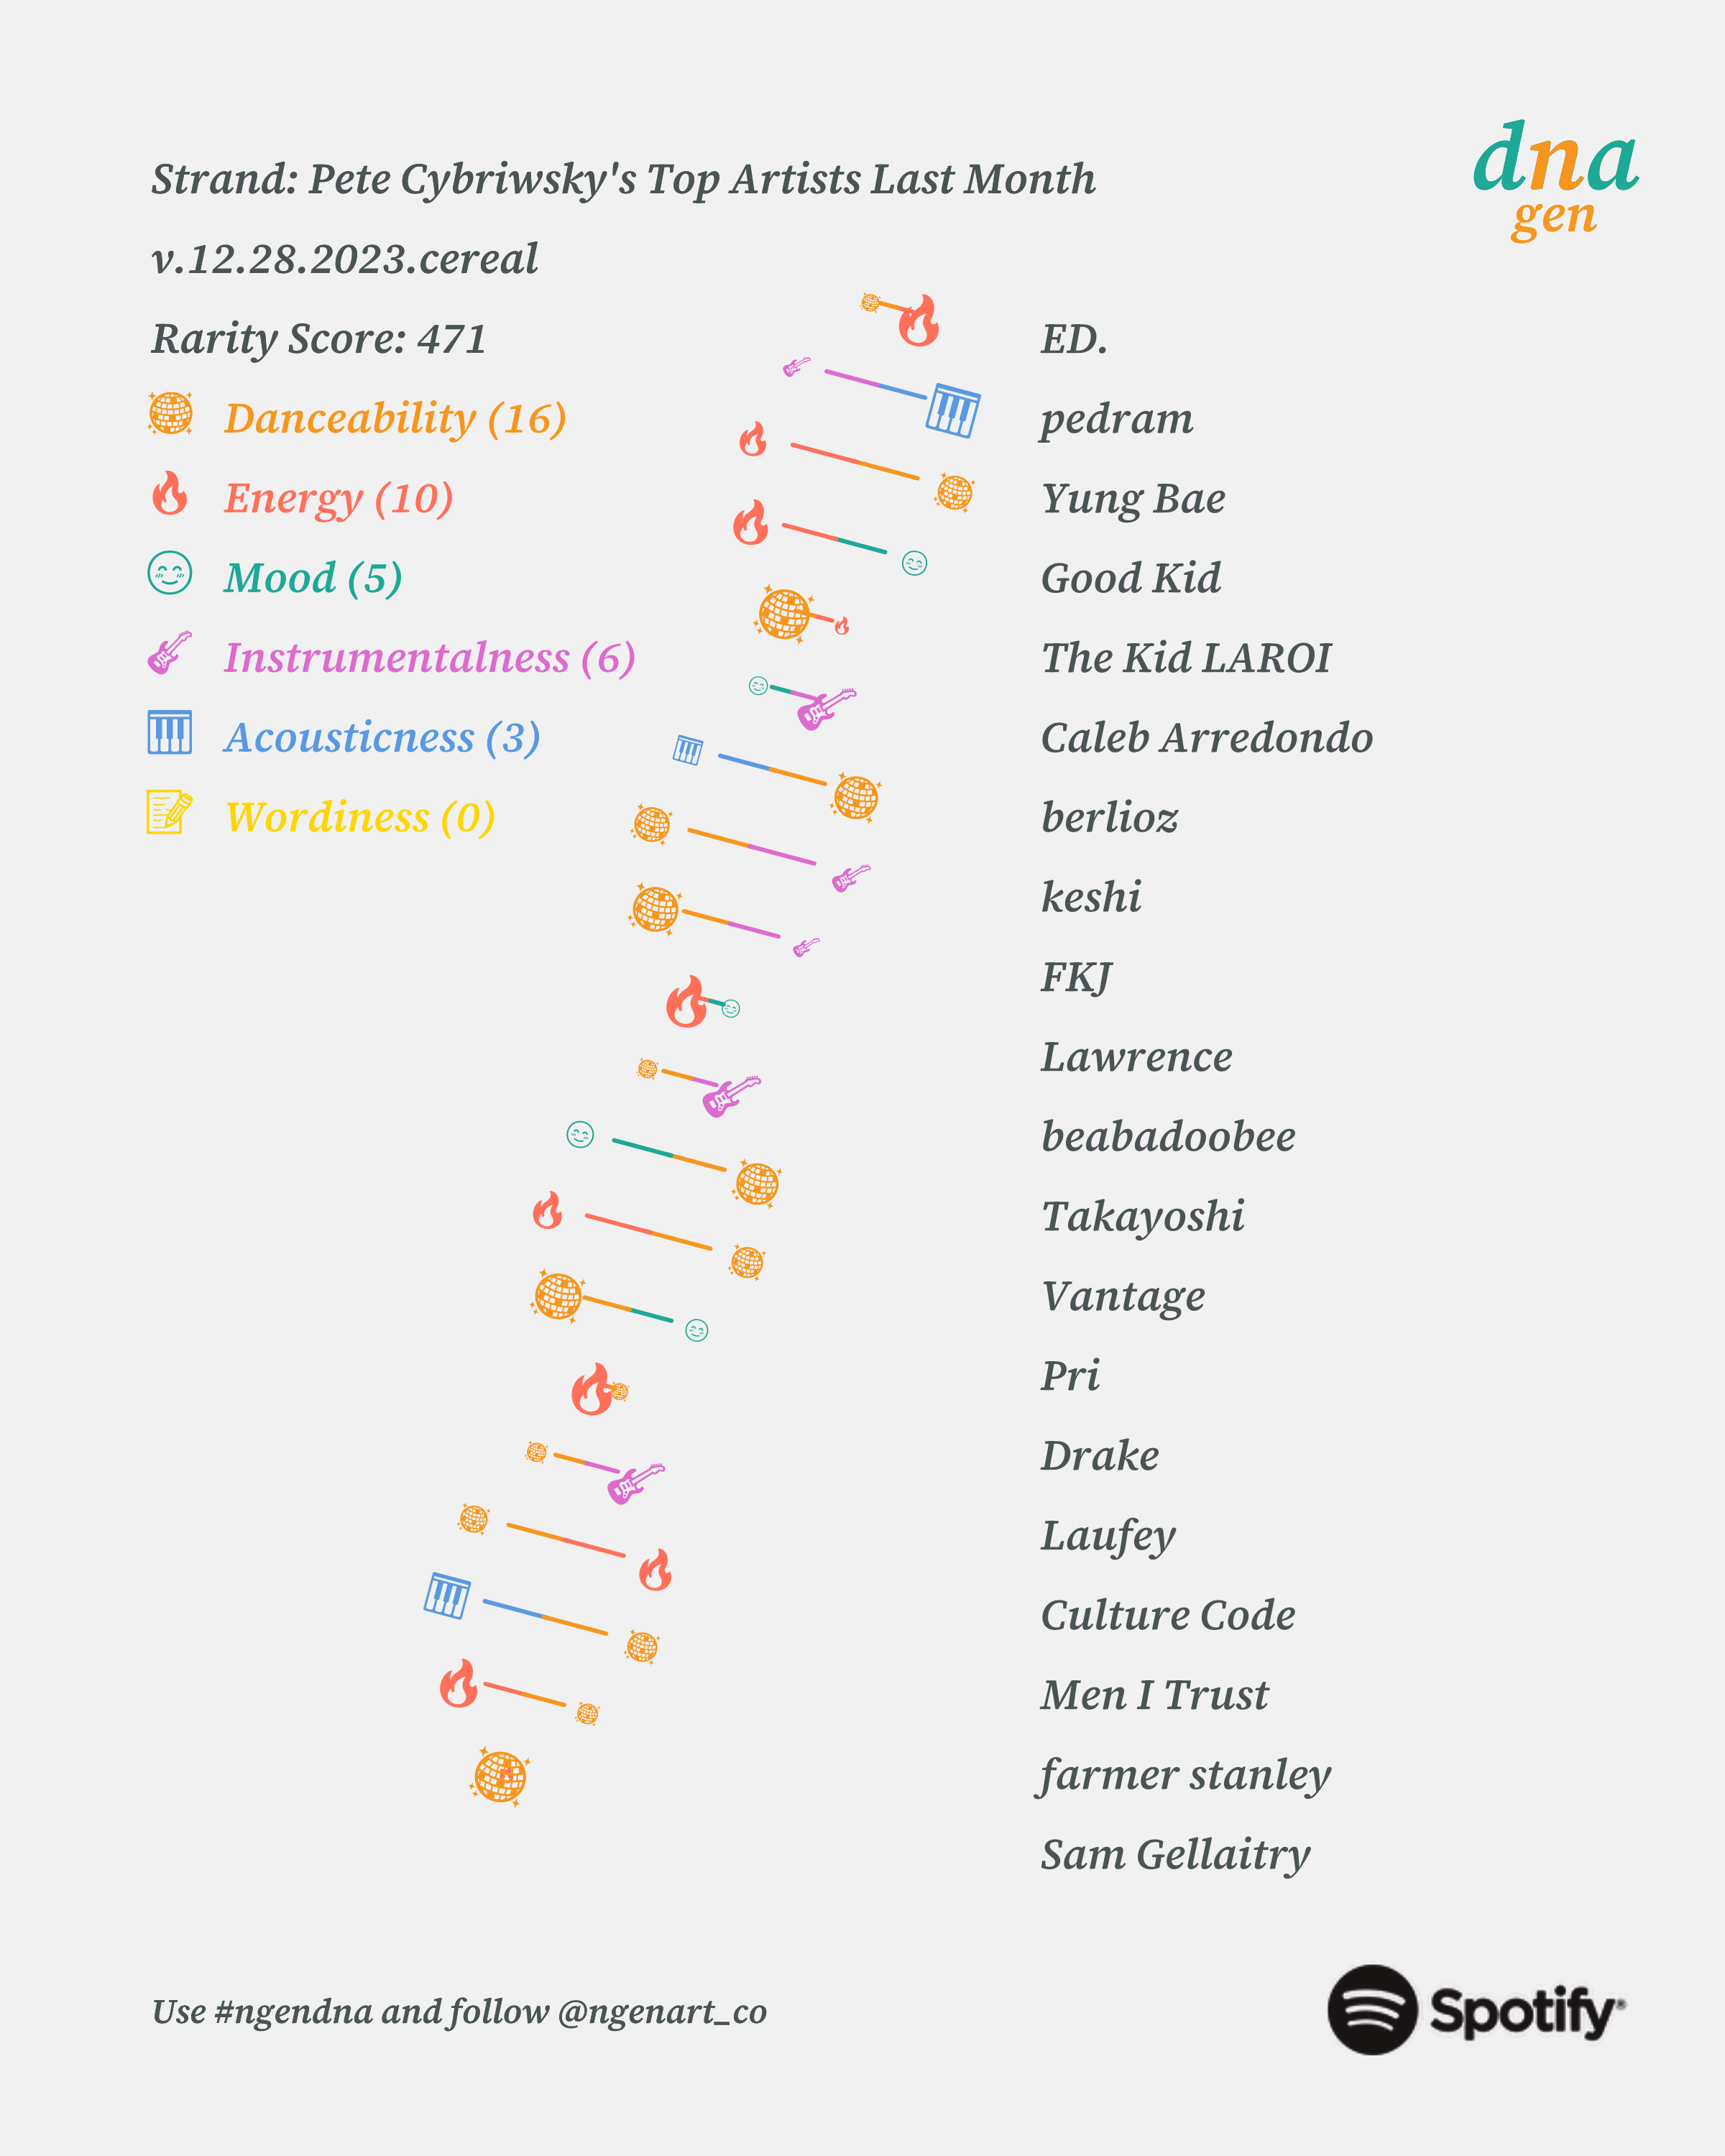 dna
gen
Strand: Pete Cybriwsky's Top Artists Last Month
v.12.28.2023.cereal
Rarity Score: 471
Danceability (16)
Energy (10)
Mood (5)
Instrumentalness (6)
Acousticness (3)
Wordiness (0)
ED.
pedram
Yung Bae
Good Kid
The Kid LAROI
Caleb Arredondo
berlioz
keshi
FKJ
Lawrence
beabadoobee
Takayoshi
Vantage
Pri
Drake
Laufey
Culture Code
Men I Trust
farmer stanley
Sam Gellaitry
Use #ngendna and follow @ngenart_co
Spotify®